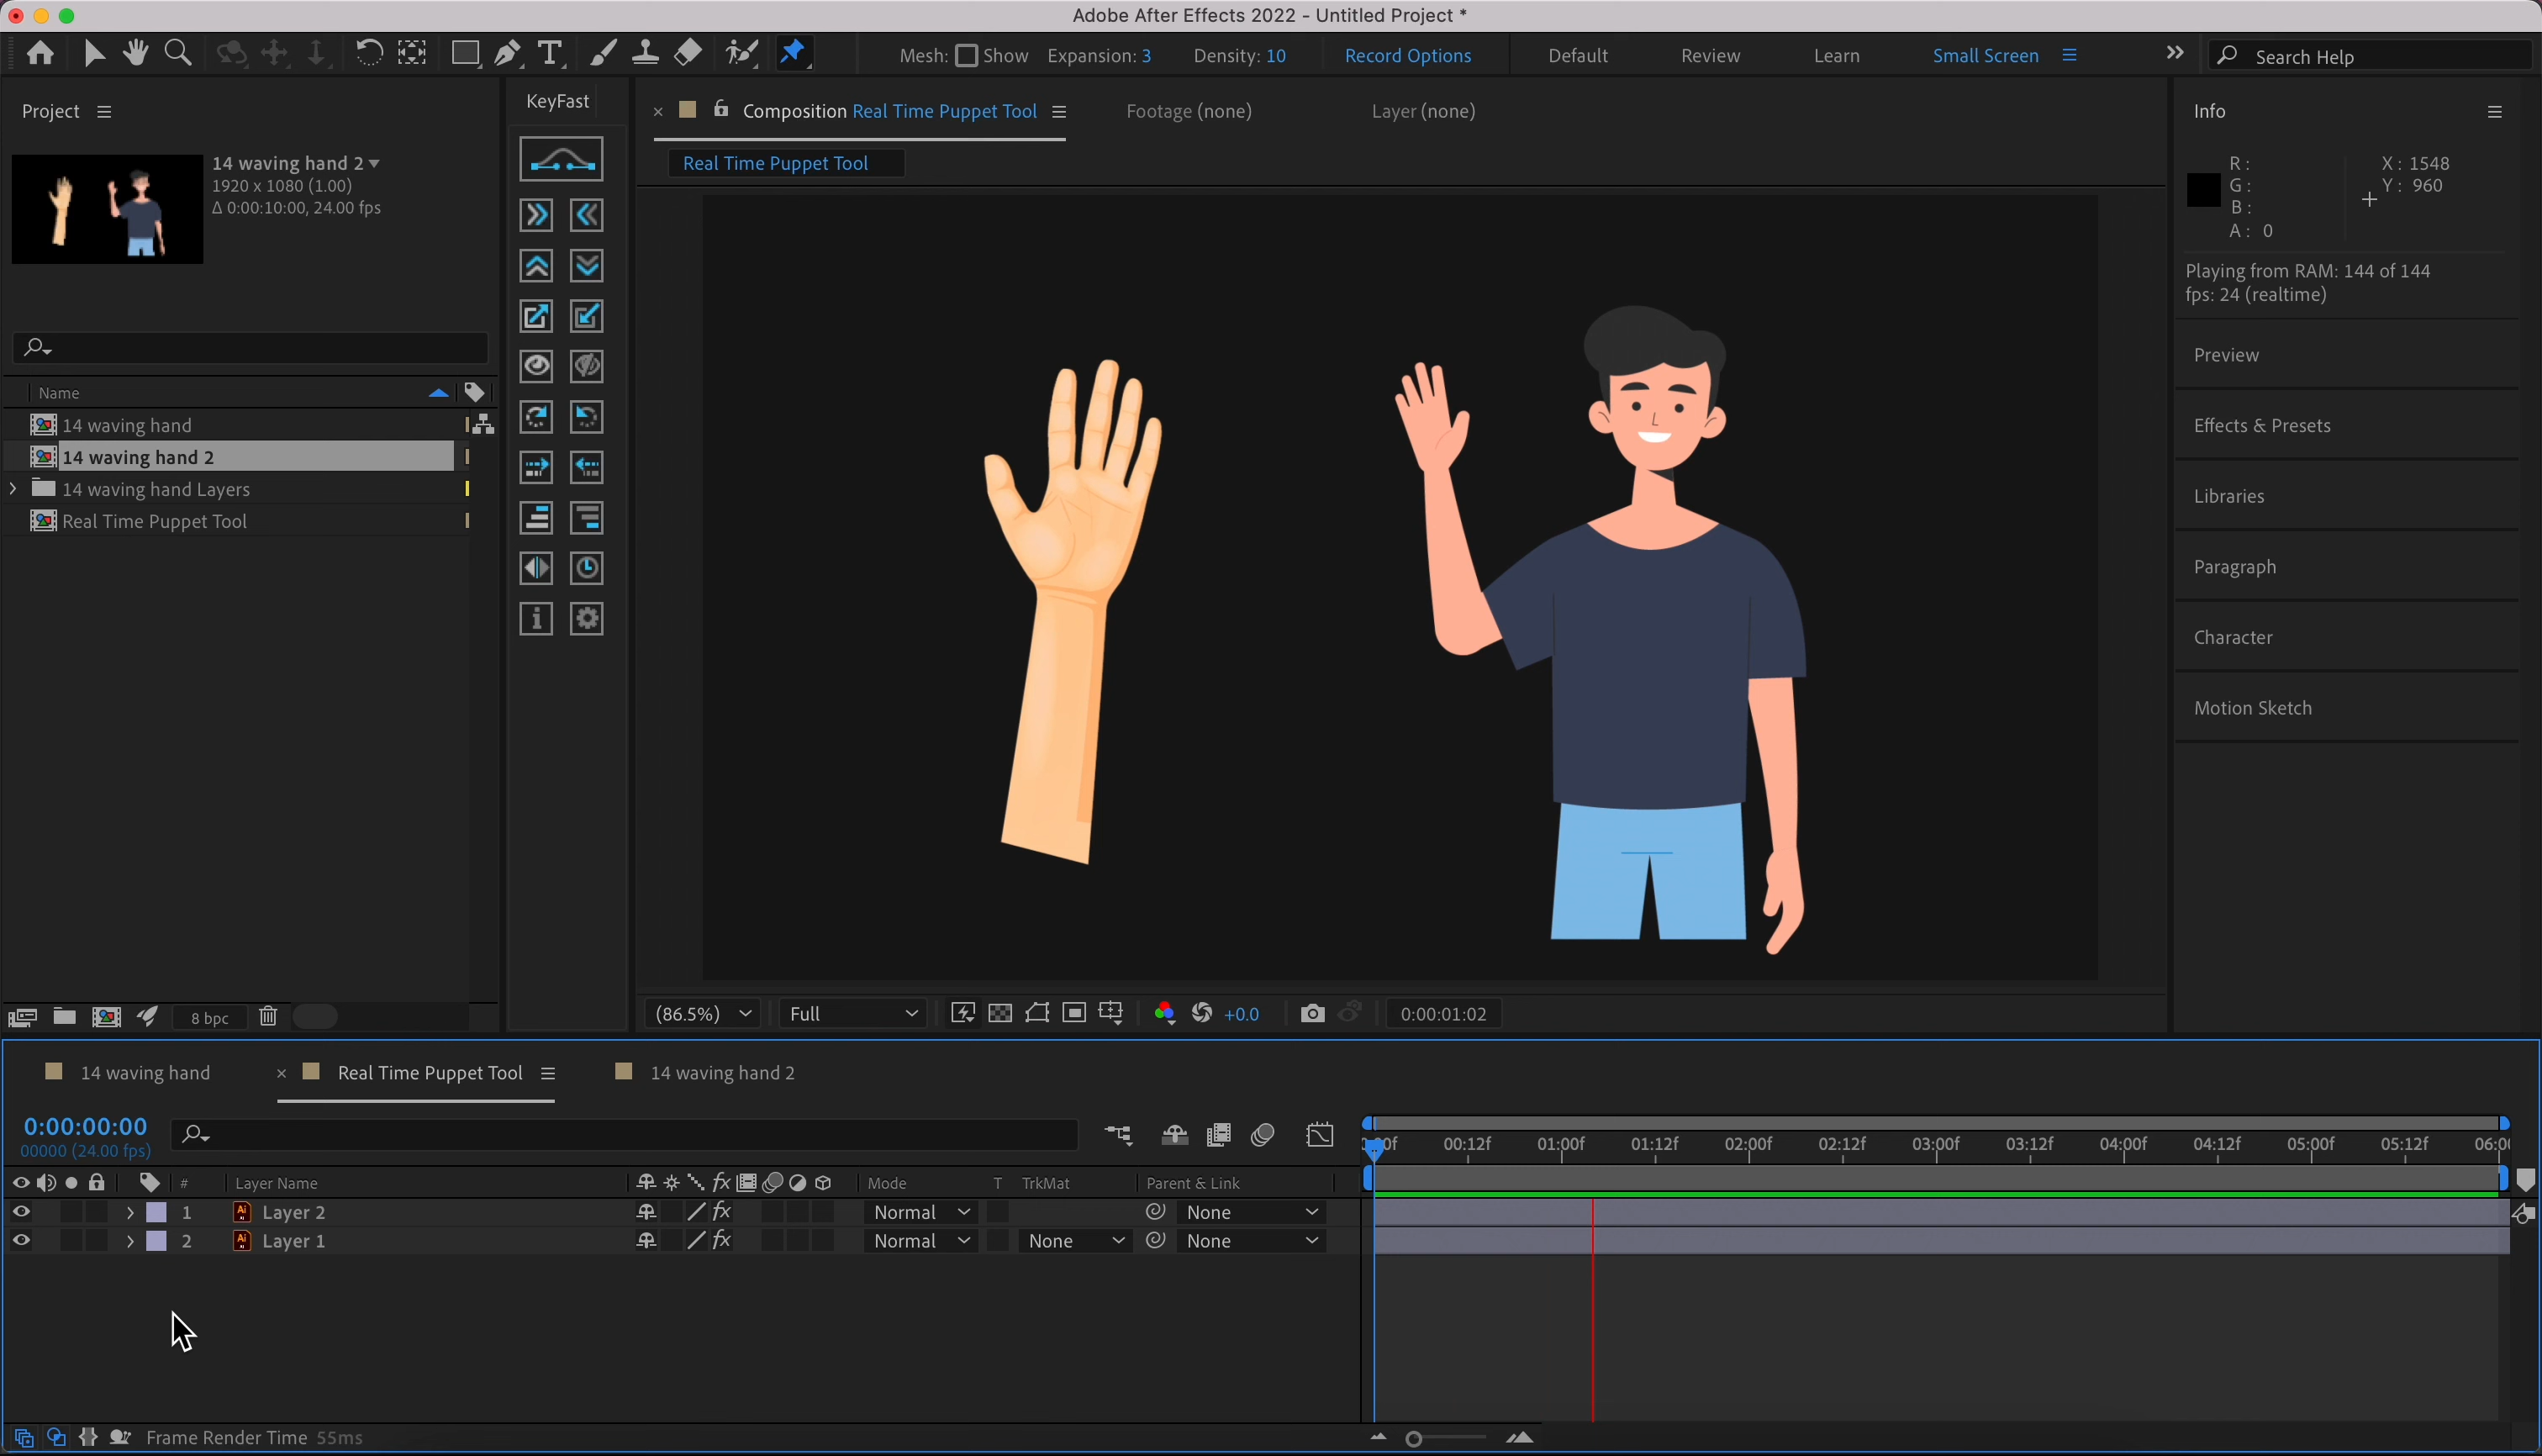 Adobe After Effects 2022 - Untitled Project *
Mesh: Show Expansion: 3 Density: 10 Record Options Default Review Learn Small Screen Search Help
Project
14 waving hand 2
1920 x 1080 (1.00)
Δ 0:00:10:00, 24.00 fps
Name
14 waving hand
14 waving hand 2
14 waving hand Layers
Real Time Puppet Tool
8 bpc
KeyFast
Composition Real Time Puppet Tool
Footage (none)
Layer (none)
Real Time Puppet Tool
(86.5%) Full +0.0 0:00:01:02
Info
R:
G:
B:
A: 0
X: 1548
Y: 960
Playing from RAM: 144 of 144
fps: 24 (realtime)
Preview
Effects & Presets
Libraries
Paragraph
Character
Motion Sketch
14 waving hand
Real Time Puppet Tool
14 waving hand 2
0:00:00:00
00000 (24.00 fps)
00:12f 01:00f 01:12f 02:00f 02:12f 03:00f 03:12f 04:00f 04:12f 05:00f 05:12f
# Layer Name fx Mode T TrkMat Parent & Link
1 Ai Layer 2 fx Normal None
2 Ai Layer 1 fx Normal None None
Frame Render Time 55ms